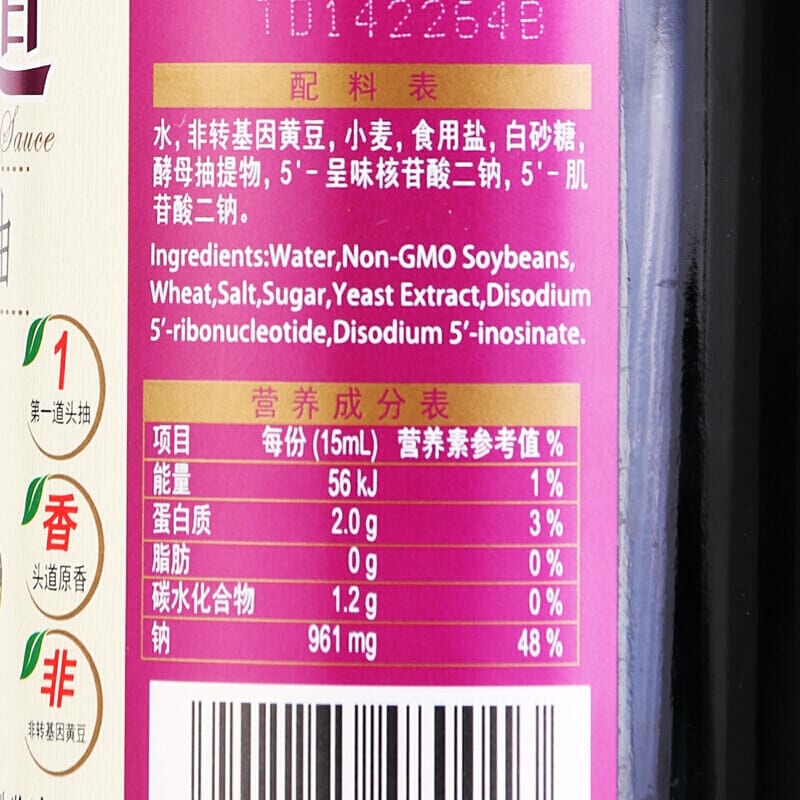 TD142264B
Sauce
抽
配料表
水, 非转基因黄豆, 小麦, 食用盐, 白砂糖,
酵母抽提物, 5'-呈味核苷酸二钠, 5'-肌
苷酸二钠。
Ingredients:Water,Non-GMO Soybeans,
Wheat,Salt,Sugar,Yeast Extract,Disodium
5'-ribonucleotide,Disodium 5'-inosinate.
1
第一道头抽
香
头道原香
非
非转基因黄豆
营养成分表
项目 每份 (15mL) 营养素参考值 %
能量 56 kJ 1 %
蛋白质 2.0 g 3 %
脂肪 0 g 0 %
碳水化合物 1.2 g 0 %
钠 961 mg 48 %